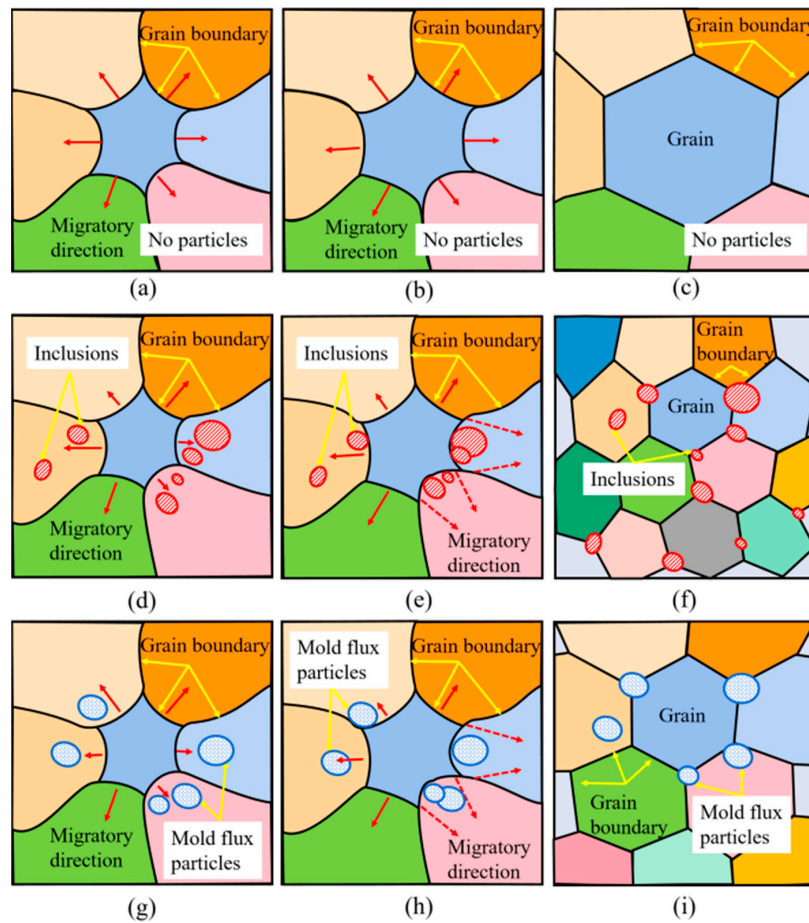 Grain boundary
Migratory
direction
No particles
(a)
Grain boundary
Migratory
direction
No particles
(b)
Grain boundary
Grain
No particles
(c)
Inclusions
Grain boundary
Migratory
direction
(d)
Inclusions
Grain boundary
Migratory
direction
(e)
Grain
boundary
Grain
Inclusions
(f)
Grain boundary
Migratory
direction
Mold flux
particles
(g)
Mold flux
particles
Grain boundary
Migratory
direction
(h)
Grain
Grain
boundary
Mold flux
particles
(i)